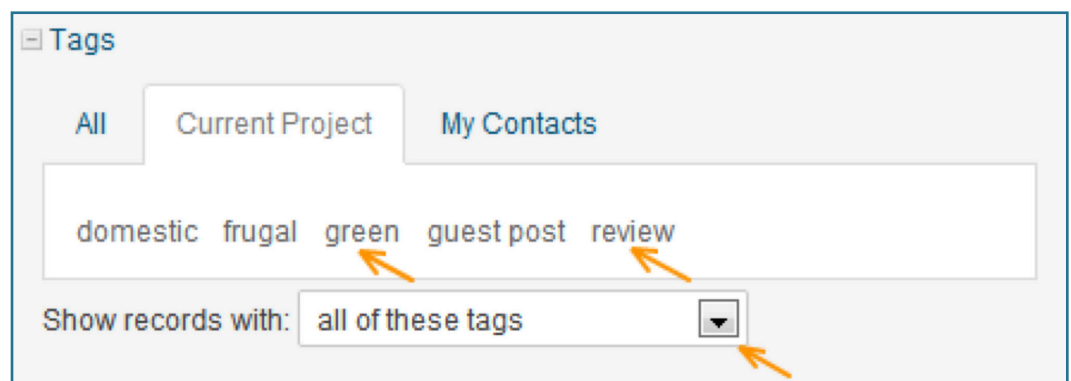 Tags
All Current Project My Contacts
domestic frugal green guest post review
Show records with: all of these tags